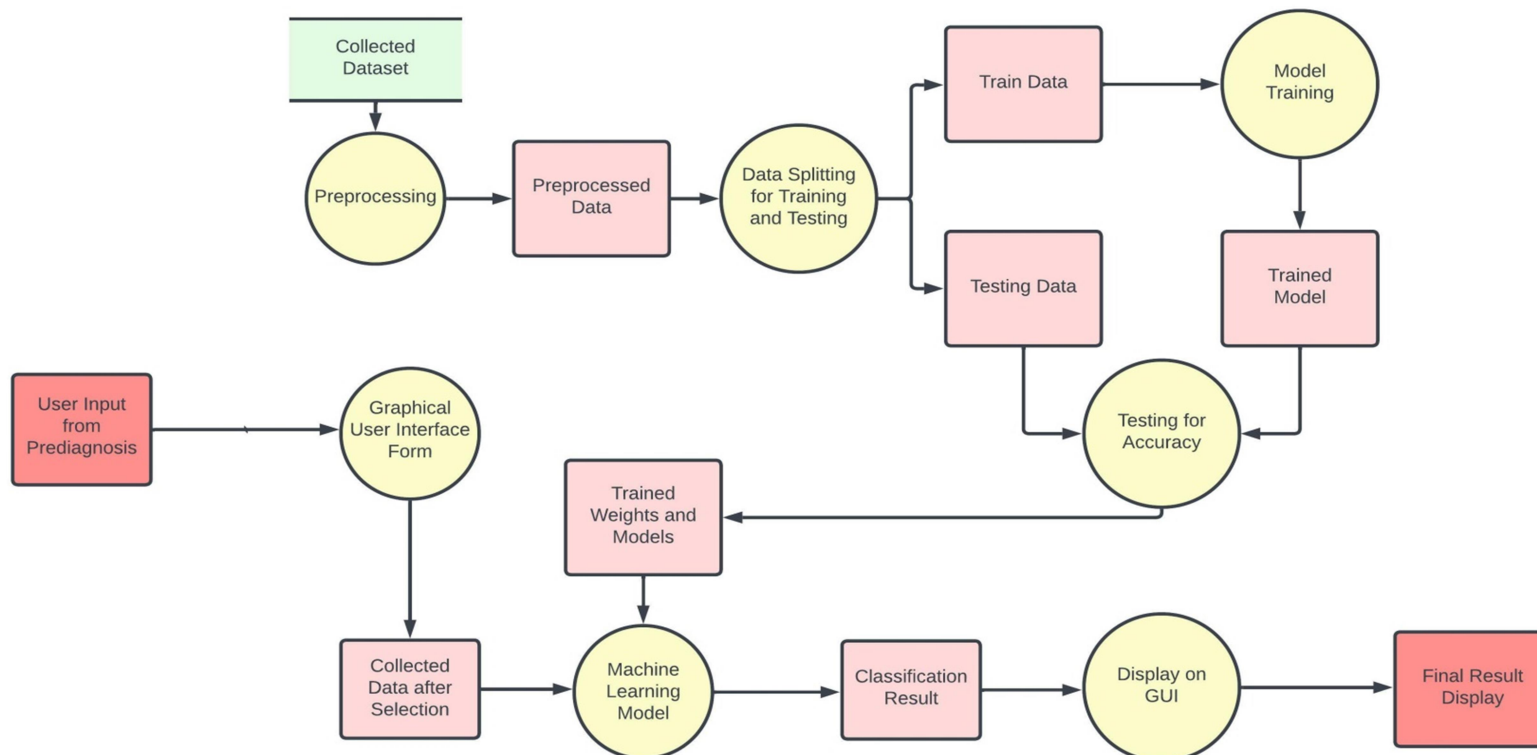 Collected
Dataset
Preprocessing
Preprocessed
Data
Data Splitting
for Training
and Testing
Train Data
Model
Training
Testing Data
Trained
Model
Testing for
Accuracy
User Input
from
Prediagnosis
Graphical
User Interface
Form
Trained
Weights and
Models
Collected
Data after
Selection
Machine
Learning
Model
Classification
Result
Display on
GUI
Final Result
Display